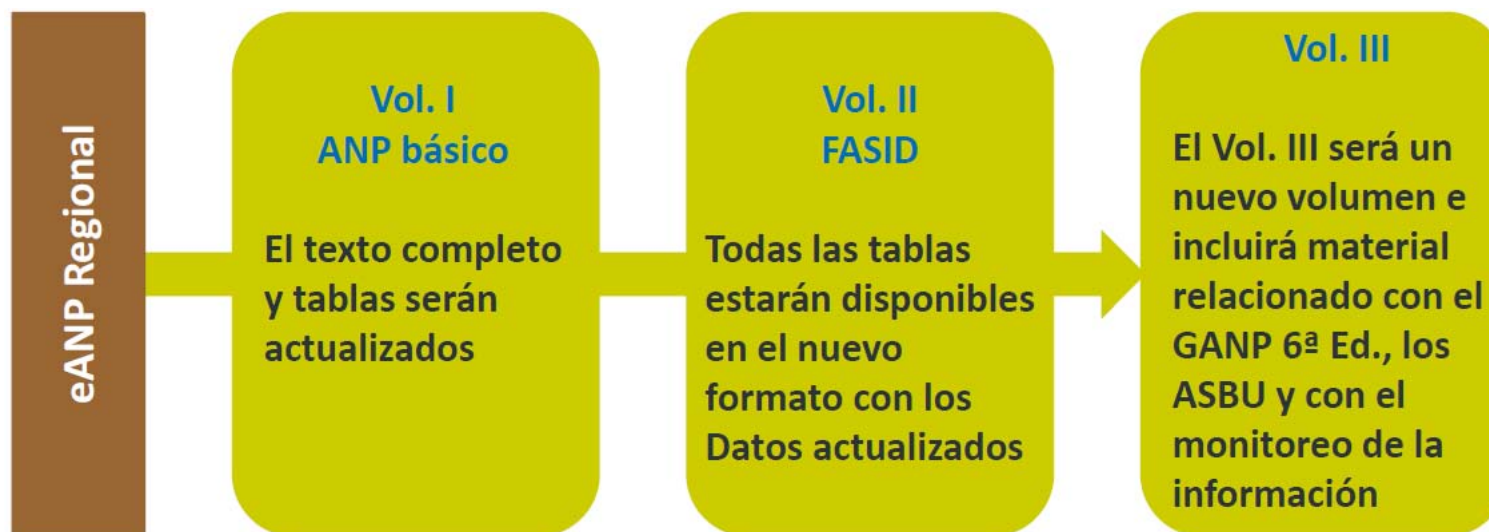 eANP Regional
Vol. I
ANP básico
El texto completo
y tablas serán
actualizados
Vol. II
FASID
Todas las tablas
estarán disponibles
en el nuevo
formato con los
Datos actualizados
Vol. III
El Vol. III será un
nuevo volumen e
incluirá material
relacionado con el
GANP 6ª Ed., los
ASBU y con el
monitoreo de la
información